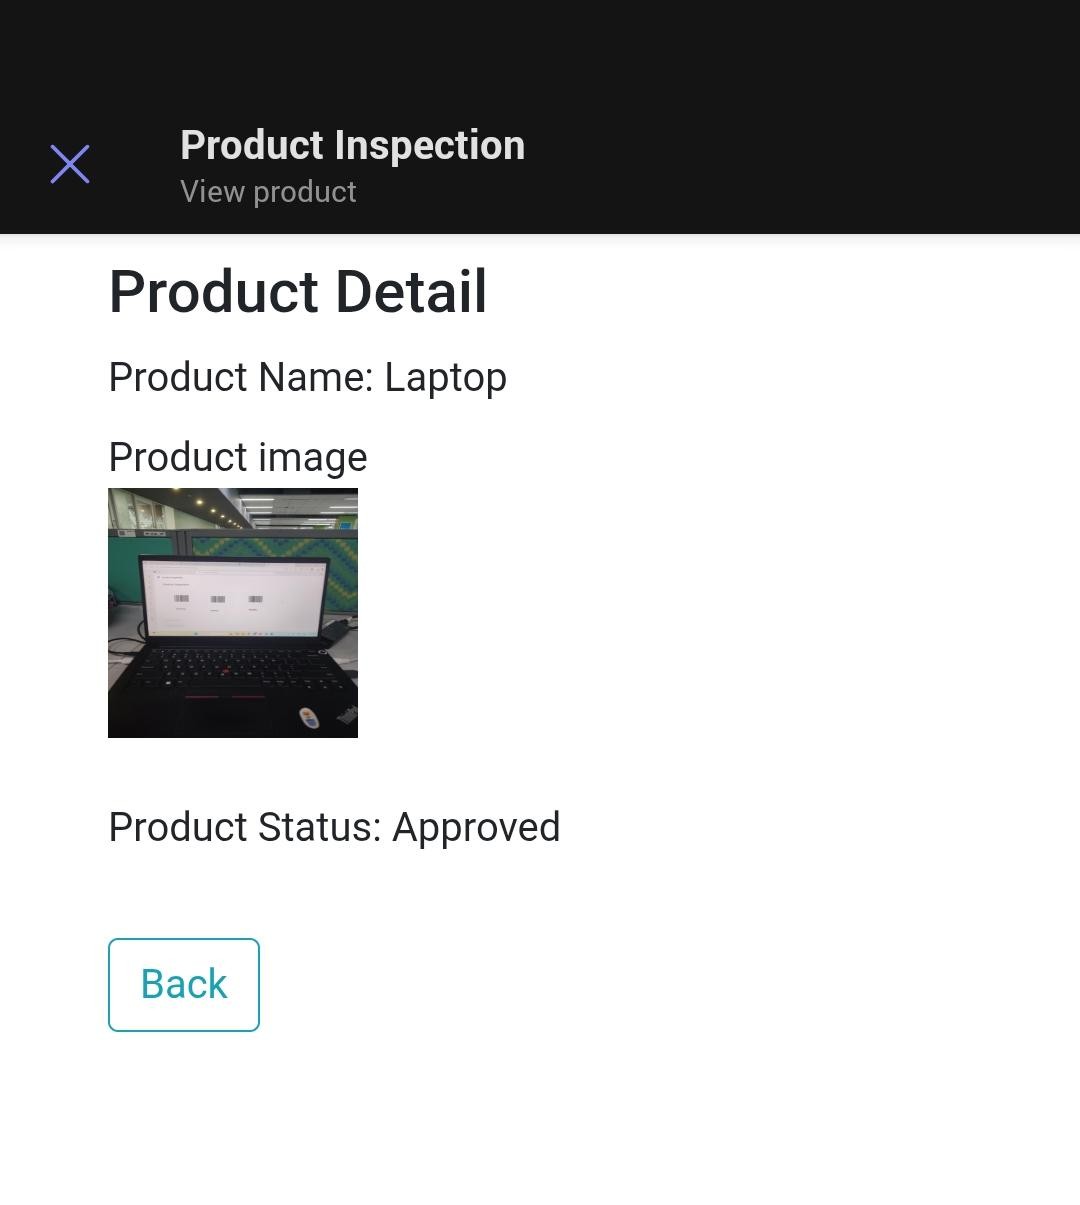 Product Inspection
View product
Product Detail
Product Name: Laptop
Product image
Product Status: Approved
Back